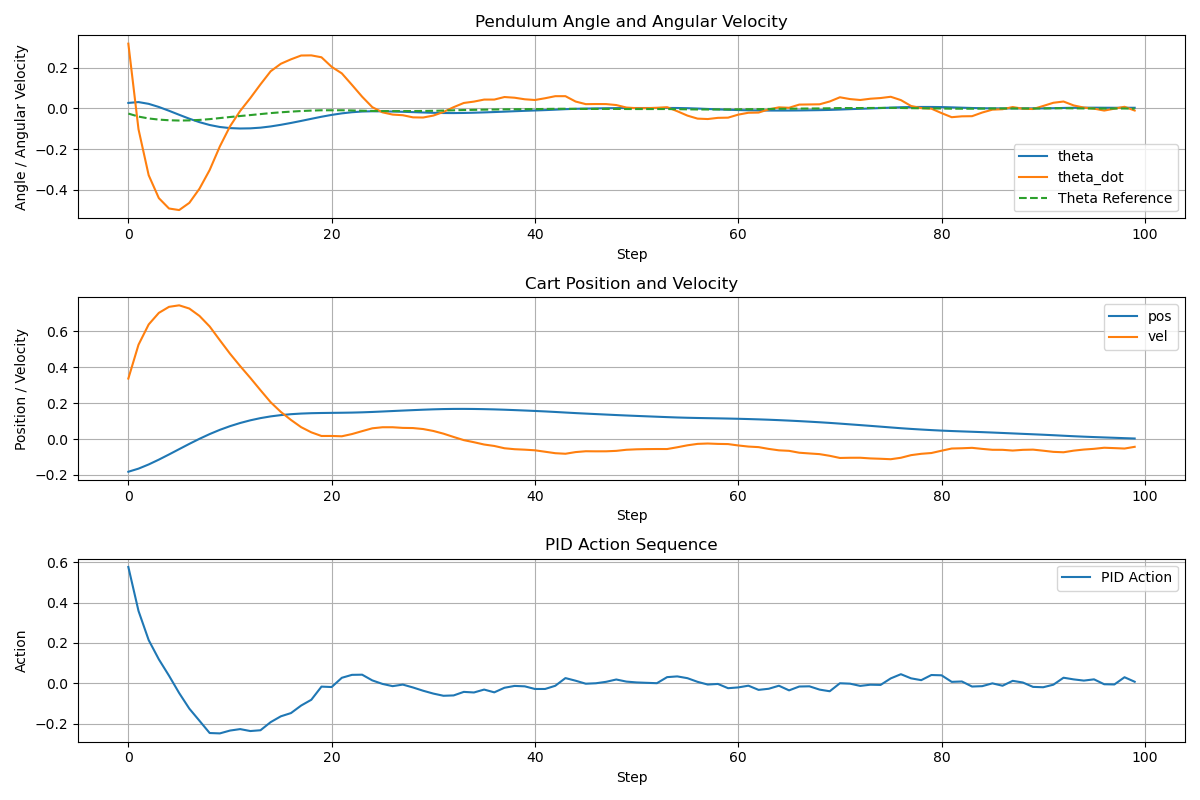 Pendulum Angle and Angular Velocity
Angle / Angular Velocity
0.2
0.0
−0.2
−0.4
theta
theta_dot
Theta Reference
0 20 40 60 80 100
Step
Cart Position and Velocity
Position / Velocity
0.6
0.4
0.2
0.0
−0.2
pos
vel
0 20 40 60 80 100
Step
PID Action Sequence
Action
0.6
0.4
0.2
0.0
−0.2
PID Action
0 20 40 60 80 100
Step